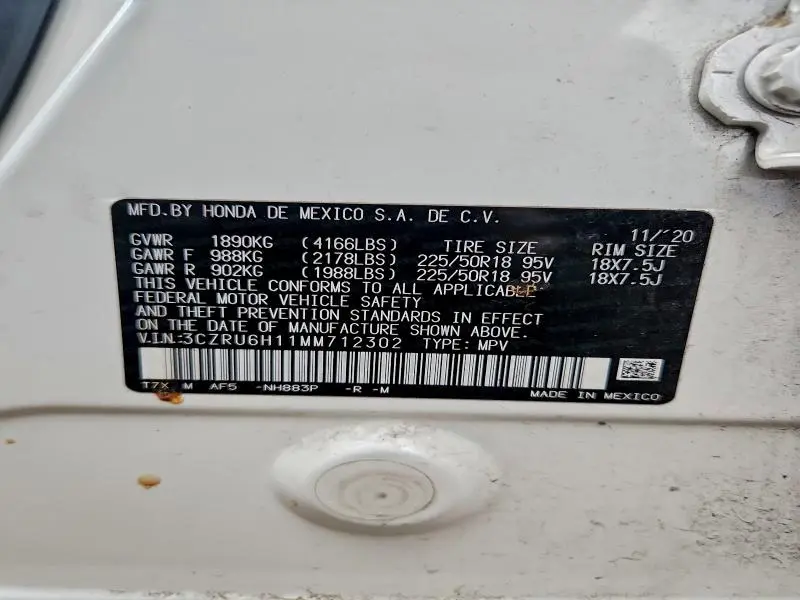 MFD.BY HONDA DE MEXICO S.A. DE C.V.
11/'20
GVWR 1890KG (4166LBS) TIRE SIZE RIM SIZE
GAWR F 988KG (2178LBS) 225/50R18 95V 18X7.5J
GAWR R 902KG (1988LBS) 225/50R18 95V 18X7.5J
THIS VEHICLE CONFORMS TO ALL APPLICABLE
FEDERAL MOTOR VEHICLE SAFETY
AND THEFT PREVENTION STANDARDS IN EFFECT
ON THE DATE OF MANUFACTURE SHOWN ABOVE.
V.I.N.:3CZRU6H11MM712302 TYPE: MPV
T7X M AF5 -NH883P -R -M
MADE IN MEXICO